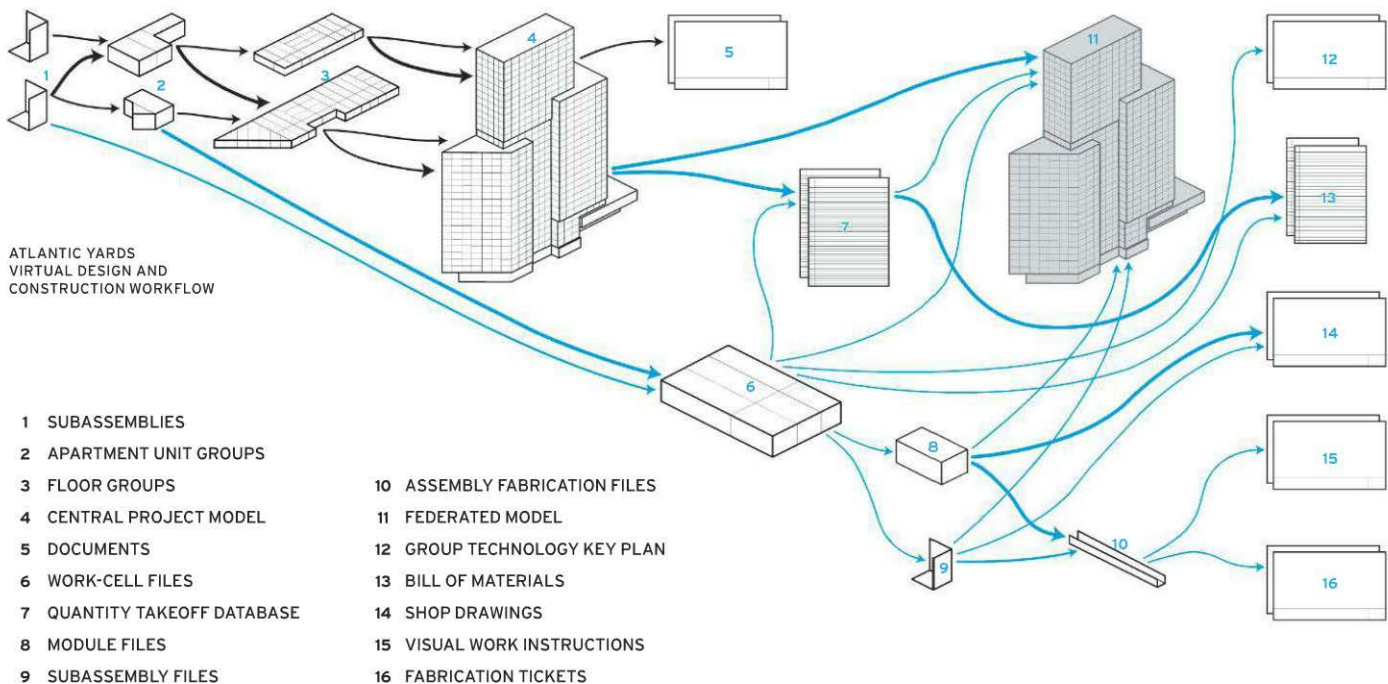 1
2
3
4
5
6
7
8
9
10
11
12
13
14
15
16
ATLANTIC YARDS
VIRTUAL DESIGN AND
CONSTRUCTION WORKFLOW
1 SUBASSEMBLIES
2 APARTMENT UNIT GROUPS
3 FLOOR GROUPS
4 CENTRAL PROJECT MODEL
5 DOCUMENTS
6 WORK-CELL FILES
7 QUANTITY TAKEOFF DATABASE
8 MODULE FILES
9 SUBASSEMBLY FILES
10 ASSEMBLY FABRICATION FILES
11 FEDERATED MODEL
12 GROUP TECHNOLOGY KEY PLAN
13 BILL OF MATERIALS
14 SHOP DRAWINGS
15 VISUAL WORK INSTRUCTIONS
16 FABRICATION TICKETS